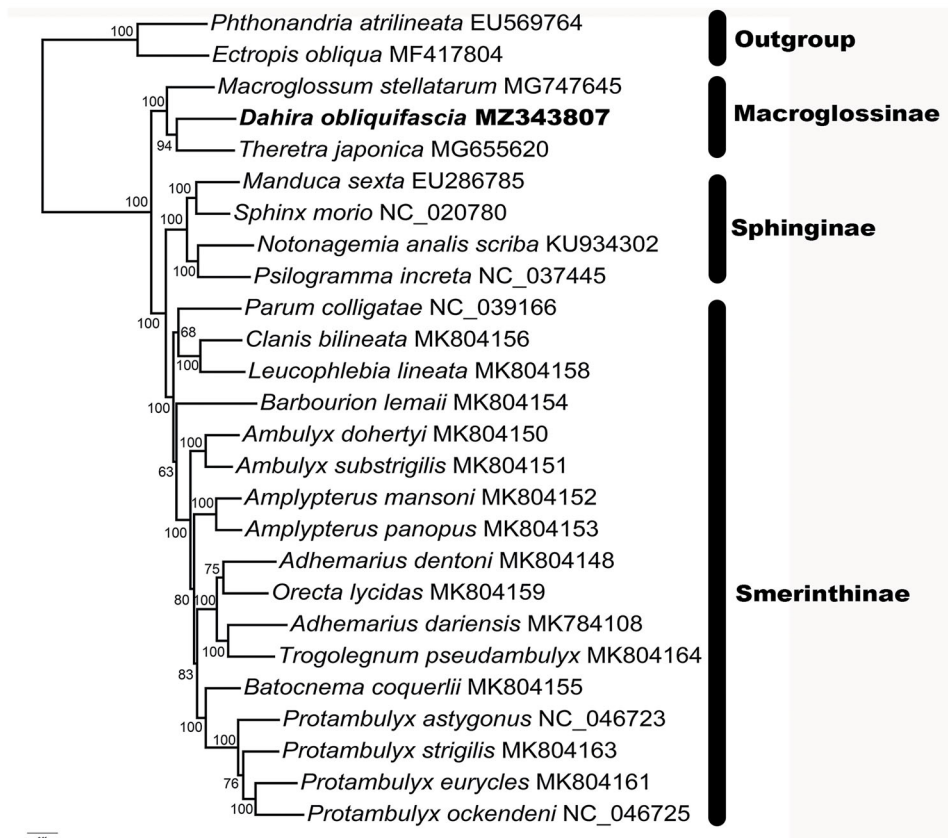 Phthonandria atrilineata EU569764
Ectropis obliqua MF417804
Outgroup
Macroglossum stellatarum MG747645
Dahira obliquifascia MZ343807
Theretra japonica MG655620
Macroglossinae
Manduca sexta EU286785
Sphinx morio NC_020780
Notonagemia analis scriba KU934302
Psilogramma increta NC_037445
Sphinginae
Parum colligatae NC_039166
Clanis bilineata MK804156
Leucophlebia lineata MK804158
Barbourion lemaii MK804154
Ambulyx dohertyi MK804150
Ambulyx substrigilis MK804151
Amplypterus mansoni MK804152
Amplypterus panopus MK804153
Adhemarius dentoni MK804148
Orecta lycidas MK804159
Adhemarius dariensis MK784108
Trogolegnum pseudambulyx MK804164
Batocnema coquerlii MK804155
Protambulyx astygonus NC_046723
Protambulyx strigilis MK804163
Protambulyx eurycles MK804161
Protambulyx ockendeni NC_046725
Smerinthinae
100
100
94
100
100
100
100
100
68
100
100
100
63
100
100
75
80
100
100
83
100
100
76
100